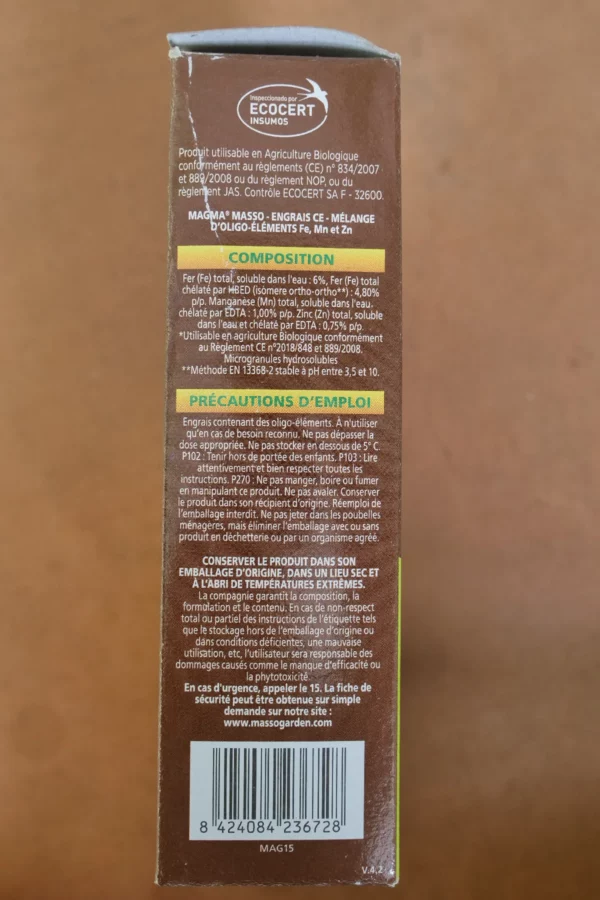 Inspeccionado por
ECOCERT
INSUMOS
Produit utilisable en Agriculture Biologique
conformément au règlements (CE) n° 834/2007
et 889/2008 ou du règlement NOP, ou du
règlement JAS. Contrôle ECOCERT SA F - 32600.
MAGMA® MASSO - ENGRAIS CE - MÉLANGE
D'OLIGO-ÉLÉMENTS Fe, Mn et Zn
COMPOSITION
Fer (Fe) total, soluble dans l'eau : 6%, Fer (Fe) total
chélaté par HBED (isomere ortho-ortho**) : 4,80%
p/p. Manganèse (Mn) total, soluble dans l'eau,
chélaté par EDTA : 1,00% p/p. Zinc (Zn) total, soluble
dans l'eau et chélaté par EDTA : 0,75% p/p.
*Utilisable en agriculture Biologique conformément
au Règlement CE n°2018/848 et 889/2008.
Microgranules hydrosolubles
**Méthode EN 13368-2 stable à pH entre 3,5 et 10.
PRÉCAUTIONS D'EMPLOI
Engrais contenant des oligo-éléments. À n'utiliser
qu'en cas de besoin reconnu. Ne pas dépasser la
dose appropriée. Ne pas stocker en dessous de 5° C.
P102 : Tenir hors de portée des enfants. P103 : Lire
attentivement et bien respecter toutes les
instructions. P270 : Ne pas manger, boire ou fumer
en manipulant ce produit. Ne pas avaler. Conserver
le produit dans son récipient d'origine. Réemploi de
l'emballage interdit. Ne pas jeter dans les poubelles
ménagères, mais éliminer l'emballage avec ou sans
produit en déchetterie ou par un organisme agréé.
CONSERVER LE PRODUIT DANS SON
EMBALLAGE D'ORIGINE, DANS UN LIEU SEC ET
À L'ABRI DE TEMPÉRATURES EXTRÊMES.
La compagnie garantit la composition, la
formulation et le contenu. En cas de non-respect
total ou partiel des instructions de l'étiquette tels
que le stockage hors de l'emballage d'origine ou
dans conditions déficientes, une mauvaise
utilisation, etc, l'utilisateur sera responsable des
dommages causés comme le manque d'efficacité ou
la phytotoxicité.
En cas d'urgence, appeler le 15. La fiche de
sécurité peut être obtenue sur simple
demande sur notre site :
www.massogarden.com
8 424084 236728
MAG15
V.4.2